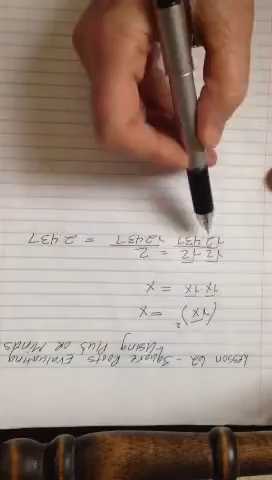 Lesson 62 - Square Roots Evaluating
Using Plus or Minus
(√x)² = x
√x √x = x
√2 √2 = 2
√2437 √2437 = 2437